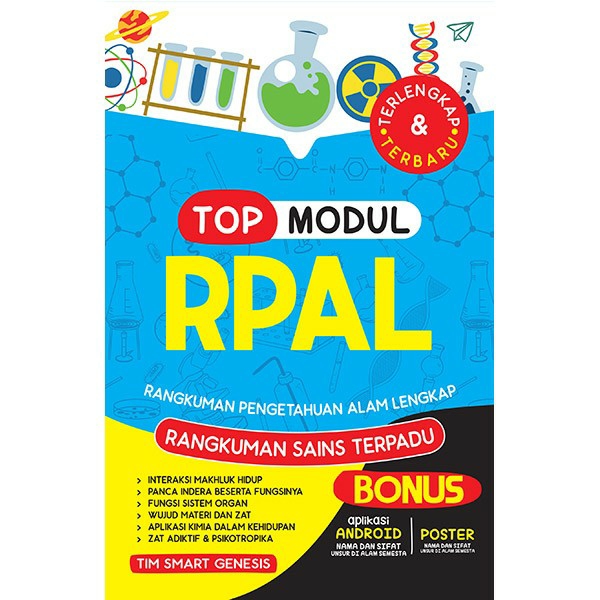 TERLENGKAP
&
TERBARU
TOP MODUL
RPAL
RANGKUMAN PENGETAHUAN ALAM LENGKAP
RANGKUMAN SAINS TERPADU
> INTERAKSI MAKHLUK HIDUP
> PANCA INDERA BESERTA FUNGSINYA
> FUNGSI SISTEM ORGAN
> WUJUD MATERI DAN ZAT
> APLIKASI KIMIA DALAM KEHIDUPAN
> ZAT ADIKTIF & PSIKOTROPIKA
TIM SMART GENESIS
BONUS
aplikasi
ANDROID
NAMA DAN SIFAT
UNSUR DI ALAM SEMESTA
POSTER
NAMA DAN SIFAT
UNSUR DI ALAM SEMESTA